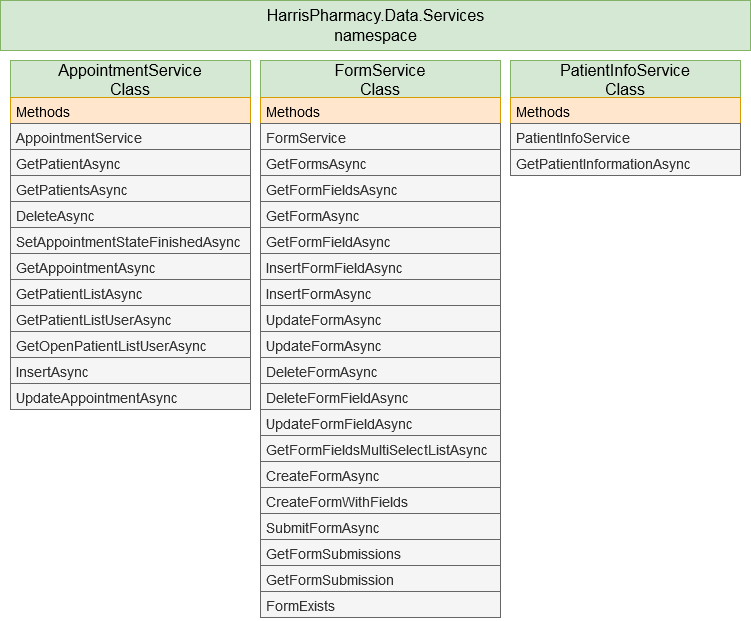 HarrisPharmacy.Data.Services
namespace
AppointmentService
Class
Methods
AppointmentService
GetPatientAsync
GetPatientsAsync
DeleteAsync
SetAppointmentStateFinishedAsync
GetAppointmentAsync
GetPatientListAsync
GetPatientListUserAsync
GetOpenPatientListUserAsync
InsertAsync
UpdateAppointmentAsync
FormService
Class
Methods
FormService
GetFormsAsync
GetFormFieldsAsync
GetFormAsync
GetFormFieldAsync
InsertFormFieldAsync
InsertFormAsync
UpdateFormAsync
UpdateFormAsync
DeleteFormAsync
DeleteFormFieldAsync
UpdateFormFieldAsync
GetFormFieldsMultiSelectListAsync
CreateFormAsync
CreateFormWithFields
SubmitFormAsync
GetFormSubmissions
GetFormSubmission
FormExists
PatientInfoService
Class
Methods
PatientInfoService
GetPatientInformationAsync